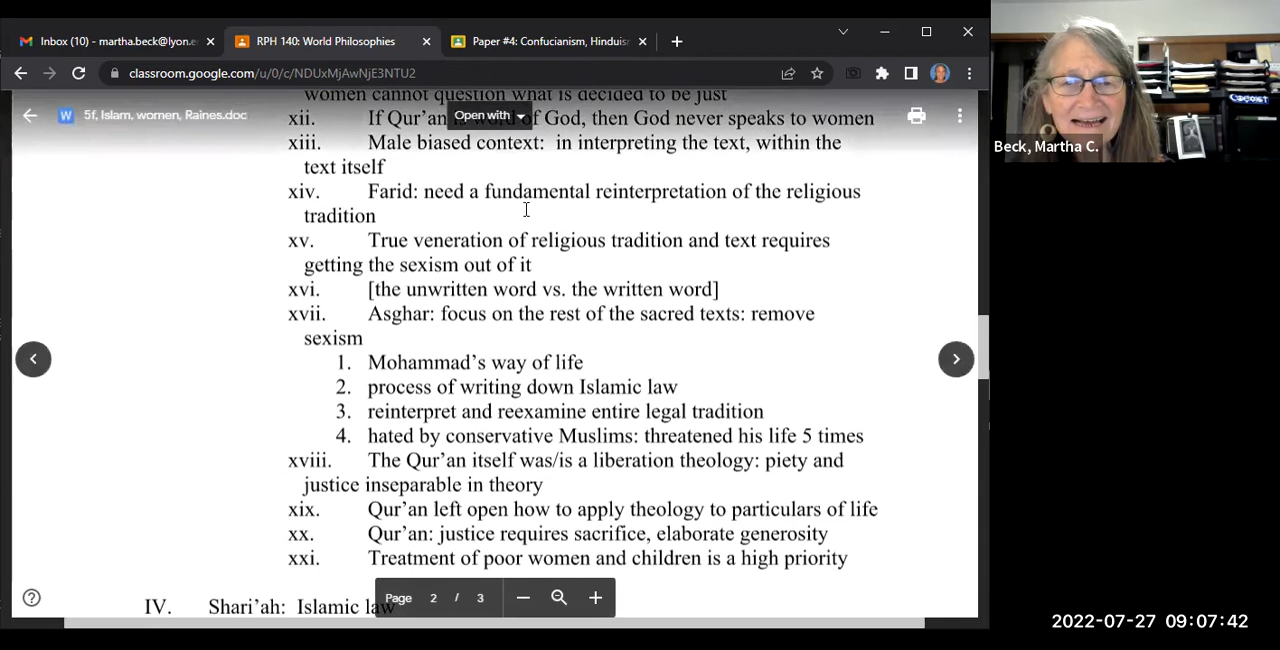 Inbox (10) - martha.beck@lyon.e
RPH 140: World Philosophies
Paper #4: Confucianism, Hinduis
classroom.google.com/u/0/c/NDUxMjAwNjE3NTU2
women cannot question what is decided to be just
5f, Islam, women, Raines.doc
Open with
xii. If Qur'an of God, then God never speaks to women
xiii. Male biased context: in interpreting the text, within the
text itself
xiv. Farid: need a fundamental reinterpretation of the religious
tradition
xv. True veneration of religious tradition and text requires
getting the sexism out of it
xvi. [the unwritten word vs. the written word]
xvii. Asghar: focus on the rest of the sacred texts: remove
sexism
1. Mohammad's way of life
2. process of writing down Islamic law
3. reinterpret and reexamine entire legal tradition
4. hated by conservative Muslims: threatened his life 5 times
xviii. The Qur'an itself was/is a liberation theology: piety and
justice inseparable in theory
xix. Qur'an left open how to apply theology to particulars of life
xx. Qur'an: justice requires sacrifice, elaborate generosity
xxi. Treatment of poor women and children is a high priority
IV. Shari'ah: Islamic law
Page 2 / 3
Beck, Martha C.
2022-07-27 09:07:42